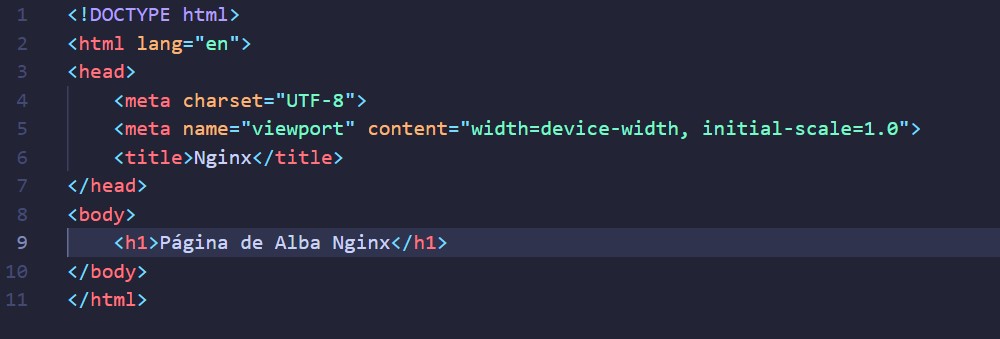 1 <!DOCTYPE html>
2 <html lang="en">
3 <head>
4     <meta charset="UTF-8">
5     <meta name="viewport" content="width=device-width, initial-scale=1.0">
6     <title>Nginx</title>
7 </head>
8 <body>
9     <h1>Página de Alba Nginx</h1>
10 </body>
11 </html>